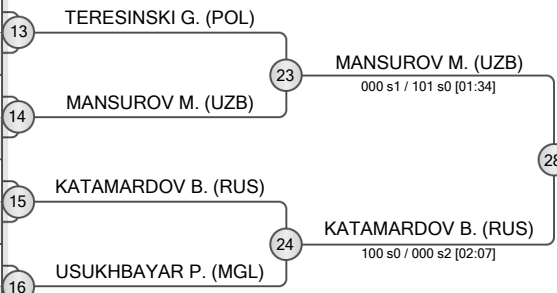 TERESINSKI G. (POL)
13
23
MANSUROV M. (UZB)
000 s1 / 101 s0 [01:34]
MANSUROV M. (UZB)
14
28
KATAMARDOV B. (RUS)
15
24
KATAMARDOV B. (RUS)
100 s0 / 000 s2 [02:07]
USUKHBAYAR P. (MGL)
16